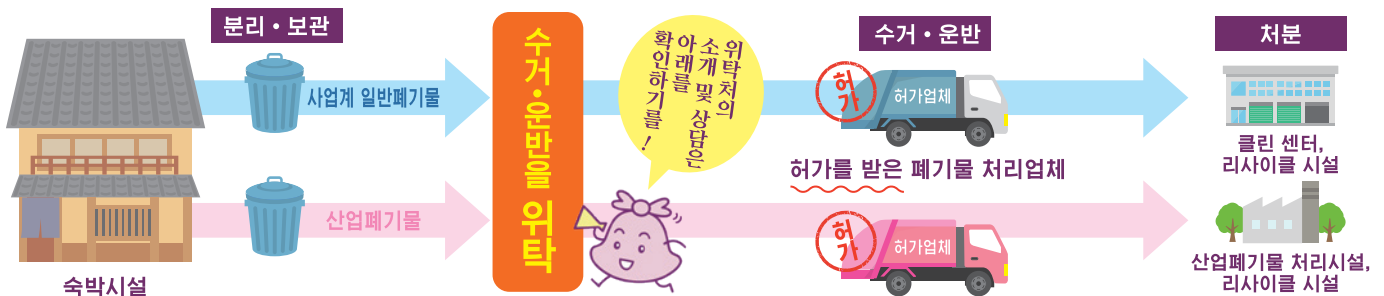 분리 • 보관
사업계 일반폐기물
산업폐기물
숙박시설
수거•운반을 위탁
위탁처의
소개 및 상담은
아래를
확인하기를!
수거 • 운반
허가
허가업체
허가를 받은 폐기물 처리업체
허가
허가업체
처분
클린 센터,
리사이클 시설
산업폐기물 처리시설,
리사이클 시설